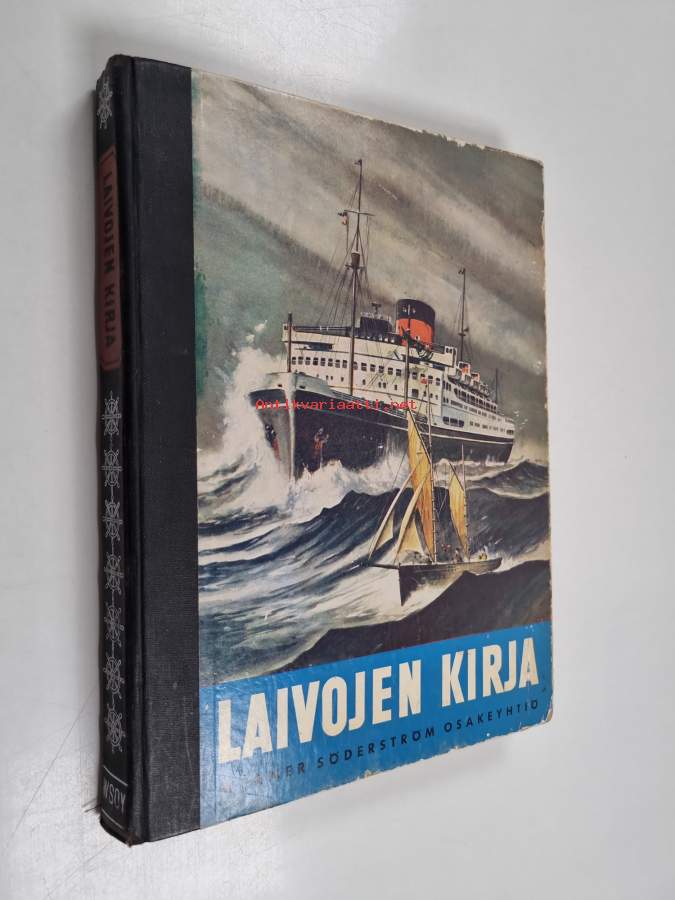 LAIVOJEN KIRJA
WSOY
Antikvariaatti.net
LAIVOJEN KIRJA
SÖDERSTRÖM OSAKEYHTIÖ